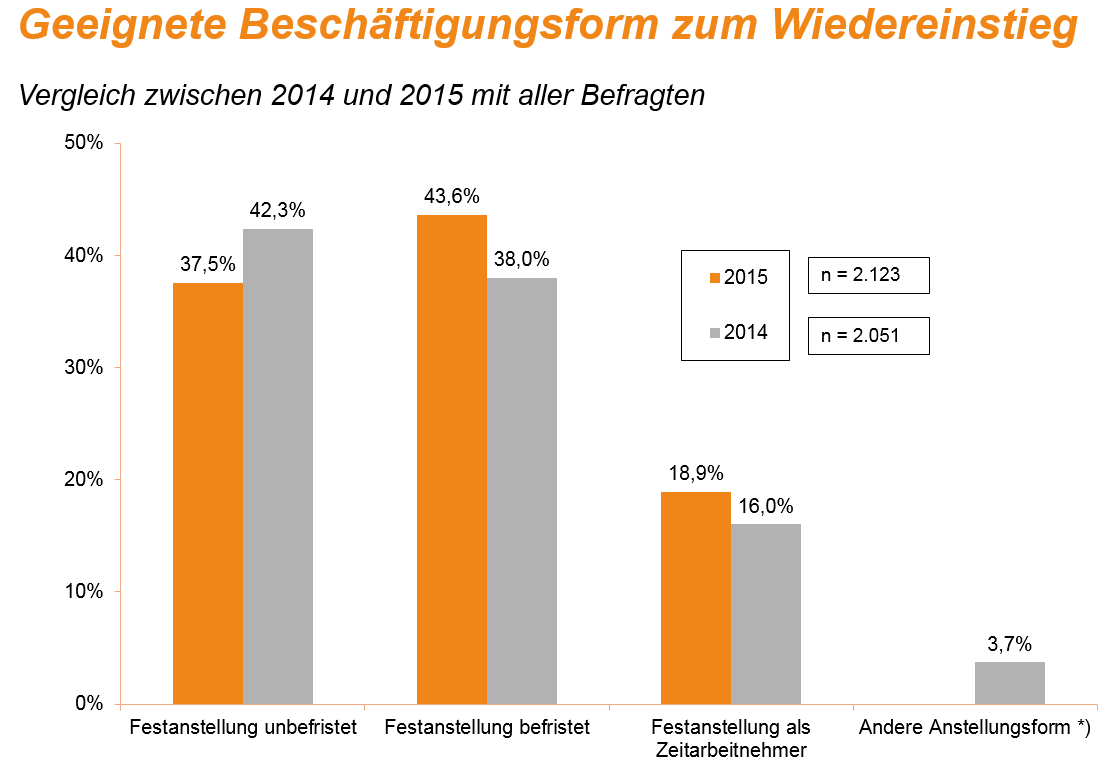 Geeignete Beschäftigungsform zum Wiedereinstieg
Vergleich zwischen 2014 und 2015 mit aller Befragten
50%
40%
30%
20%
10%
0%
37,5%
42,3%
43,6%
38,0%
18,9%
16,0%
3,7%
2015
n = 2.123
2014
n = 2.051
Festanstellung unbefristet
Festanstellung befristet
Festanstellung als
Zeitarbeitnehmer
Andere Anstellungsform *)